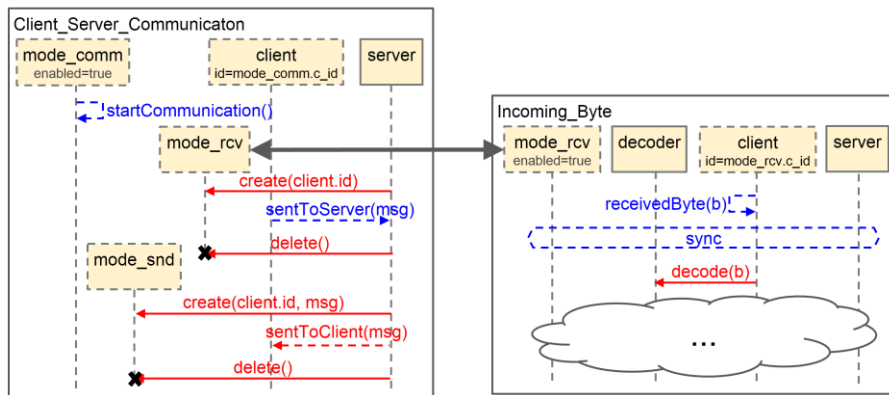 Client_Server_Communicaton
mode_comm
enabled=true
client
id=mode_comm.c_id
server
startCommunication()
mode_rcv
create(client.id)
sentToServer(msg)
delete()
mode_snd
create(client.id, msg)
sentToClient(msg)
delete()
Incoming_Byte
mode_rcv
enabled=true
decoder
client
id=mode_rcv.c_id
server
receivedByte(b)
sync
decode(b)
...